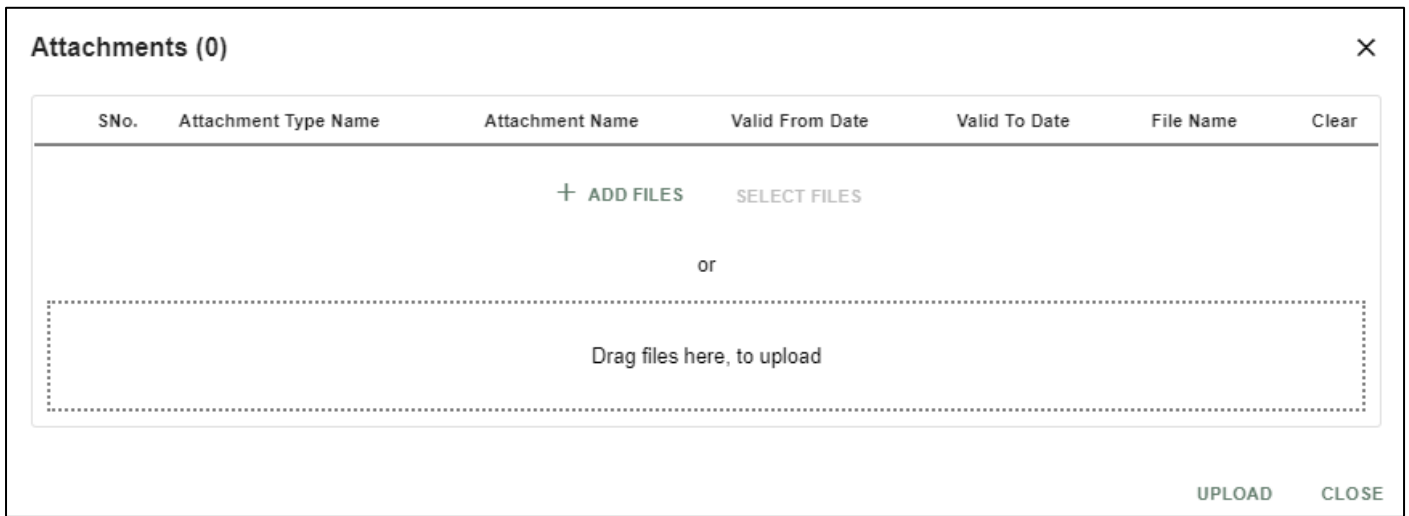 Attachments (0)
SNo. Attachment Type Name Attachment Name Valid From Date Valid To Date File Name Clear
+ ADD FILES SELECT FILES
or
Drag files here, to upload
UPLOAD CLOSE